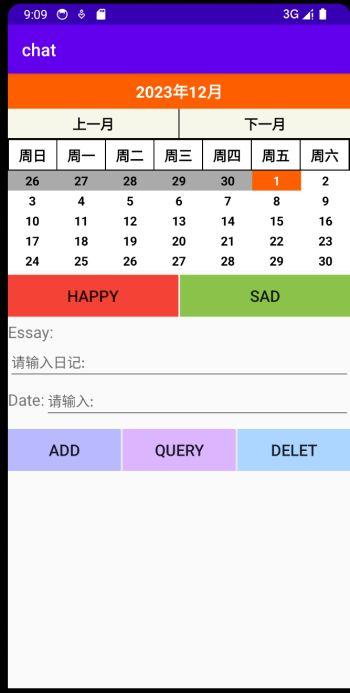 9:09 3G
chat
2023年12月
上一月 下一月
周日 周一 周二 周三 周四 周五 周六
26 27 28 29 30 1 2
3 4 5 6 7 8 9
10 11 12 13 14 15 16
17 18 19 20 21 22 23
24 25 26 27 28 29 30
HAPPY SAD
Essay:
请输入日记:
Date: 请输入:
ADD QUERY DELET